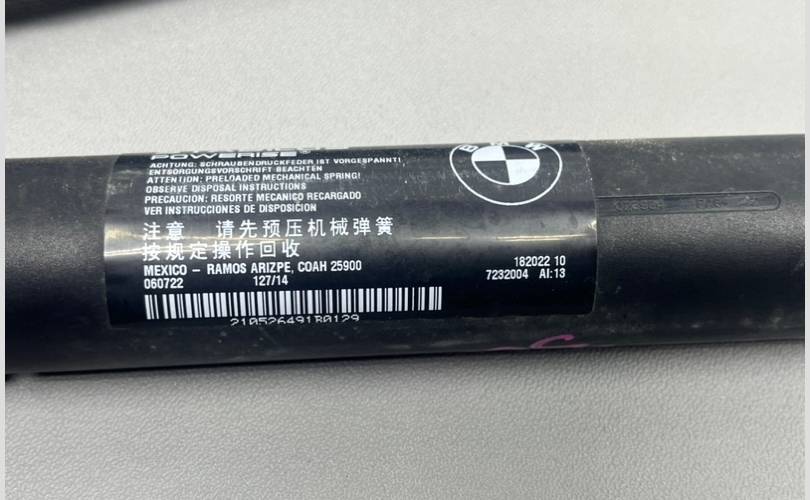 POWERISE®
ACHTUNG: SCHRAUBENDRUCKFEDER IST VORGESPANNT!
ENTSORGUNGSVORSCHRIFT BEACHTEN
ATTENTION: PRELOADED MECHANICAL SPRING!
OBSERVE DISPOSAL INSTRUCTIONS
PRECAUCION: RESORTE MECANICO RECARGADO
VER INSTRUCCIONES DE DISPOSICIÓN
注意 请先预压机械弹簧
按规定操作回收
MEXICO – RAMOS ARIZPE, COAH 25900
060722 127/14
BMW
182022 10
7232004 AI:13
210526491B0129